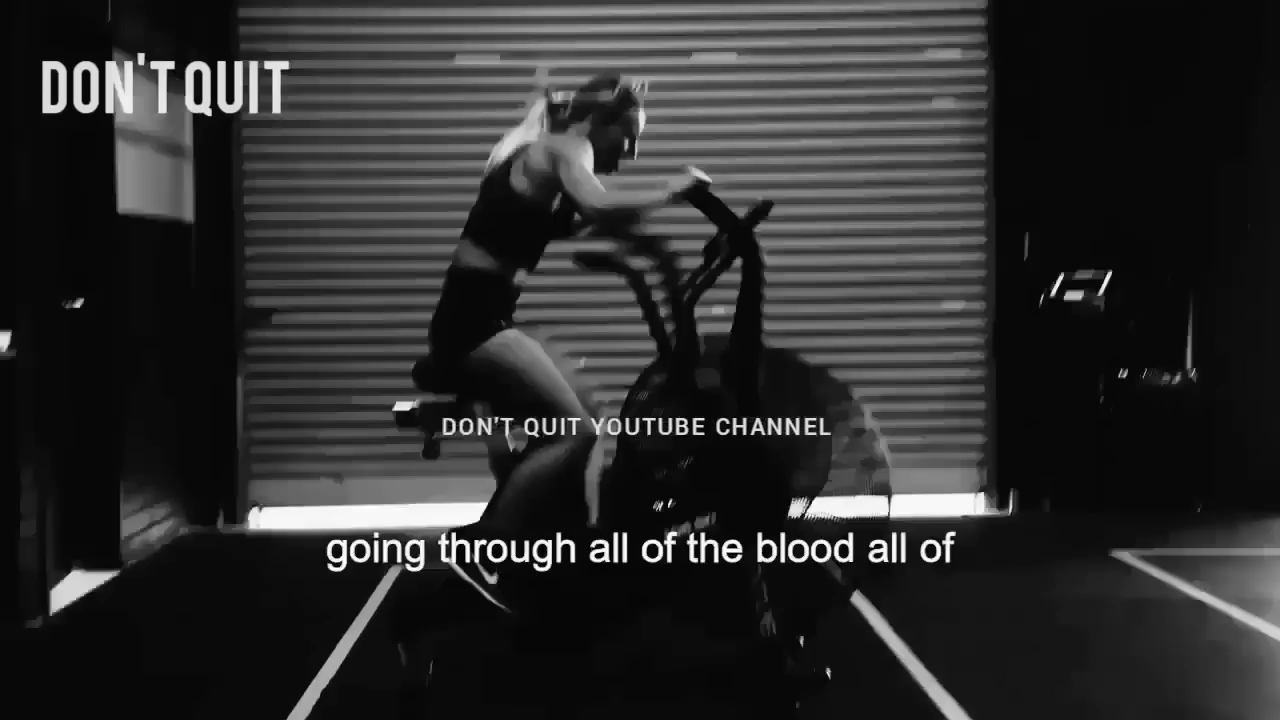 DON'T QUIT
DON'T QUIT YOUTUBE CHANNEL
going through all of the blood all of